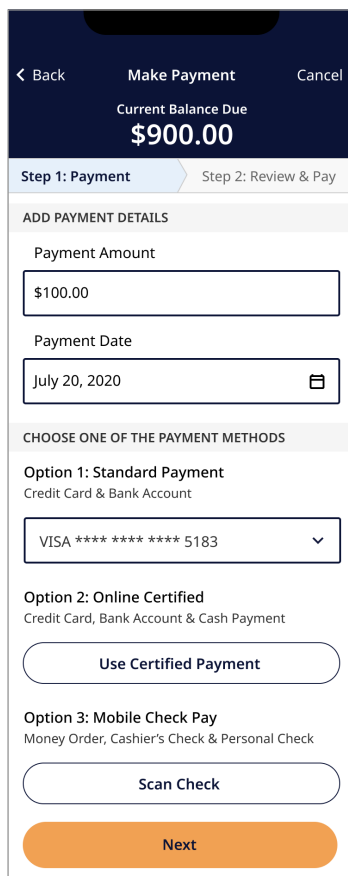 Back Make Payment Cancel
Current Balance Due
$900.00
Step 1: Payment Step 2: Review & Pay
ADD PAYMENT DETAILS
Payment Amount
$100.00
Payment Date
July 20, 2020
CHOOSE ONE OF THE PAYMENT METHODS
Option 1: Standard Payment
Credit Card & Bank Account
VISA **** **** **** 5183
Option 2: Online Certified
Credit Card, Bank Account & Cash Payment
Use Certified Payment
Option 3: Mobile Check Pay
Money Order, Cashier’s Check & Personal Check
Scan Check
Next